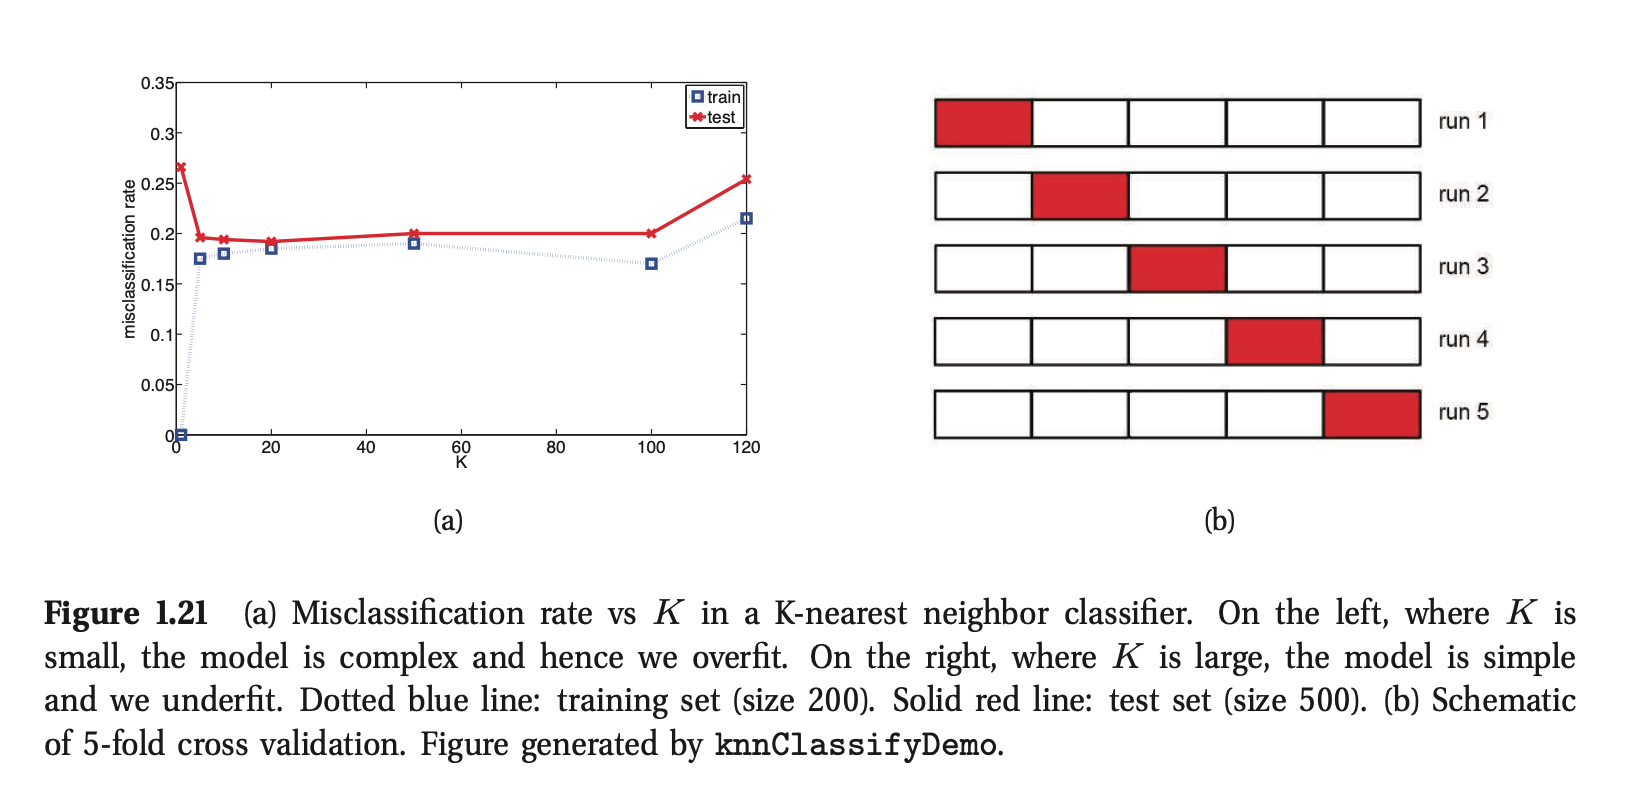 0.35
0.3
0.25
0.2
0.15
0.1
0.05
0
misclassification rate
0 20 40 60 80 100 120
K
train
test
(a)
run 1
run 2
run 3
run 4
run 5
(b)
Figure 1.21 (a) Misclassification rate vs K in a K-nearest neighbor classifier. On the left, where K is
small, the model is complex and hence we overfit. On the right, where K is large, the model is simple
and we underfit. Dotted blue line: training set (size 200). Solid red line: test set (size 500). (b) Schematic
of 5-fold cross validation. Figure generated by knnClassifyDemo.